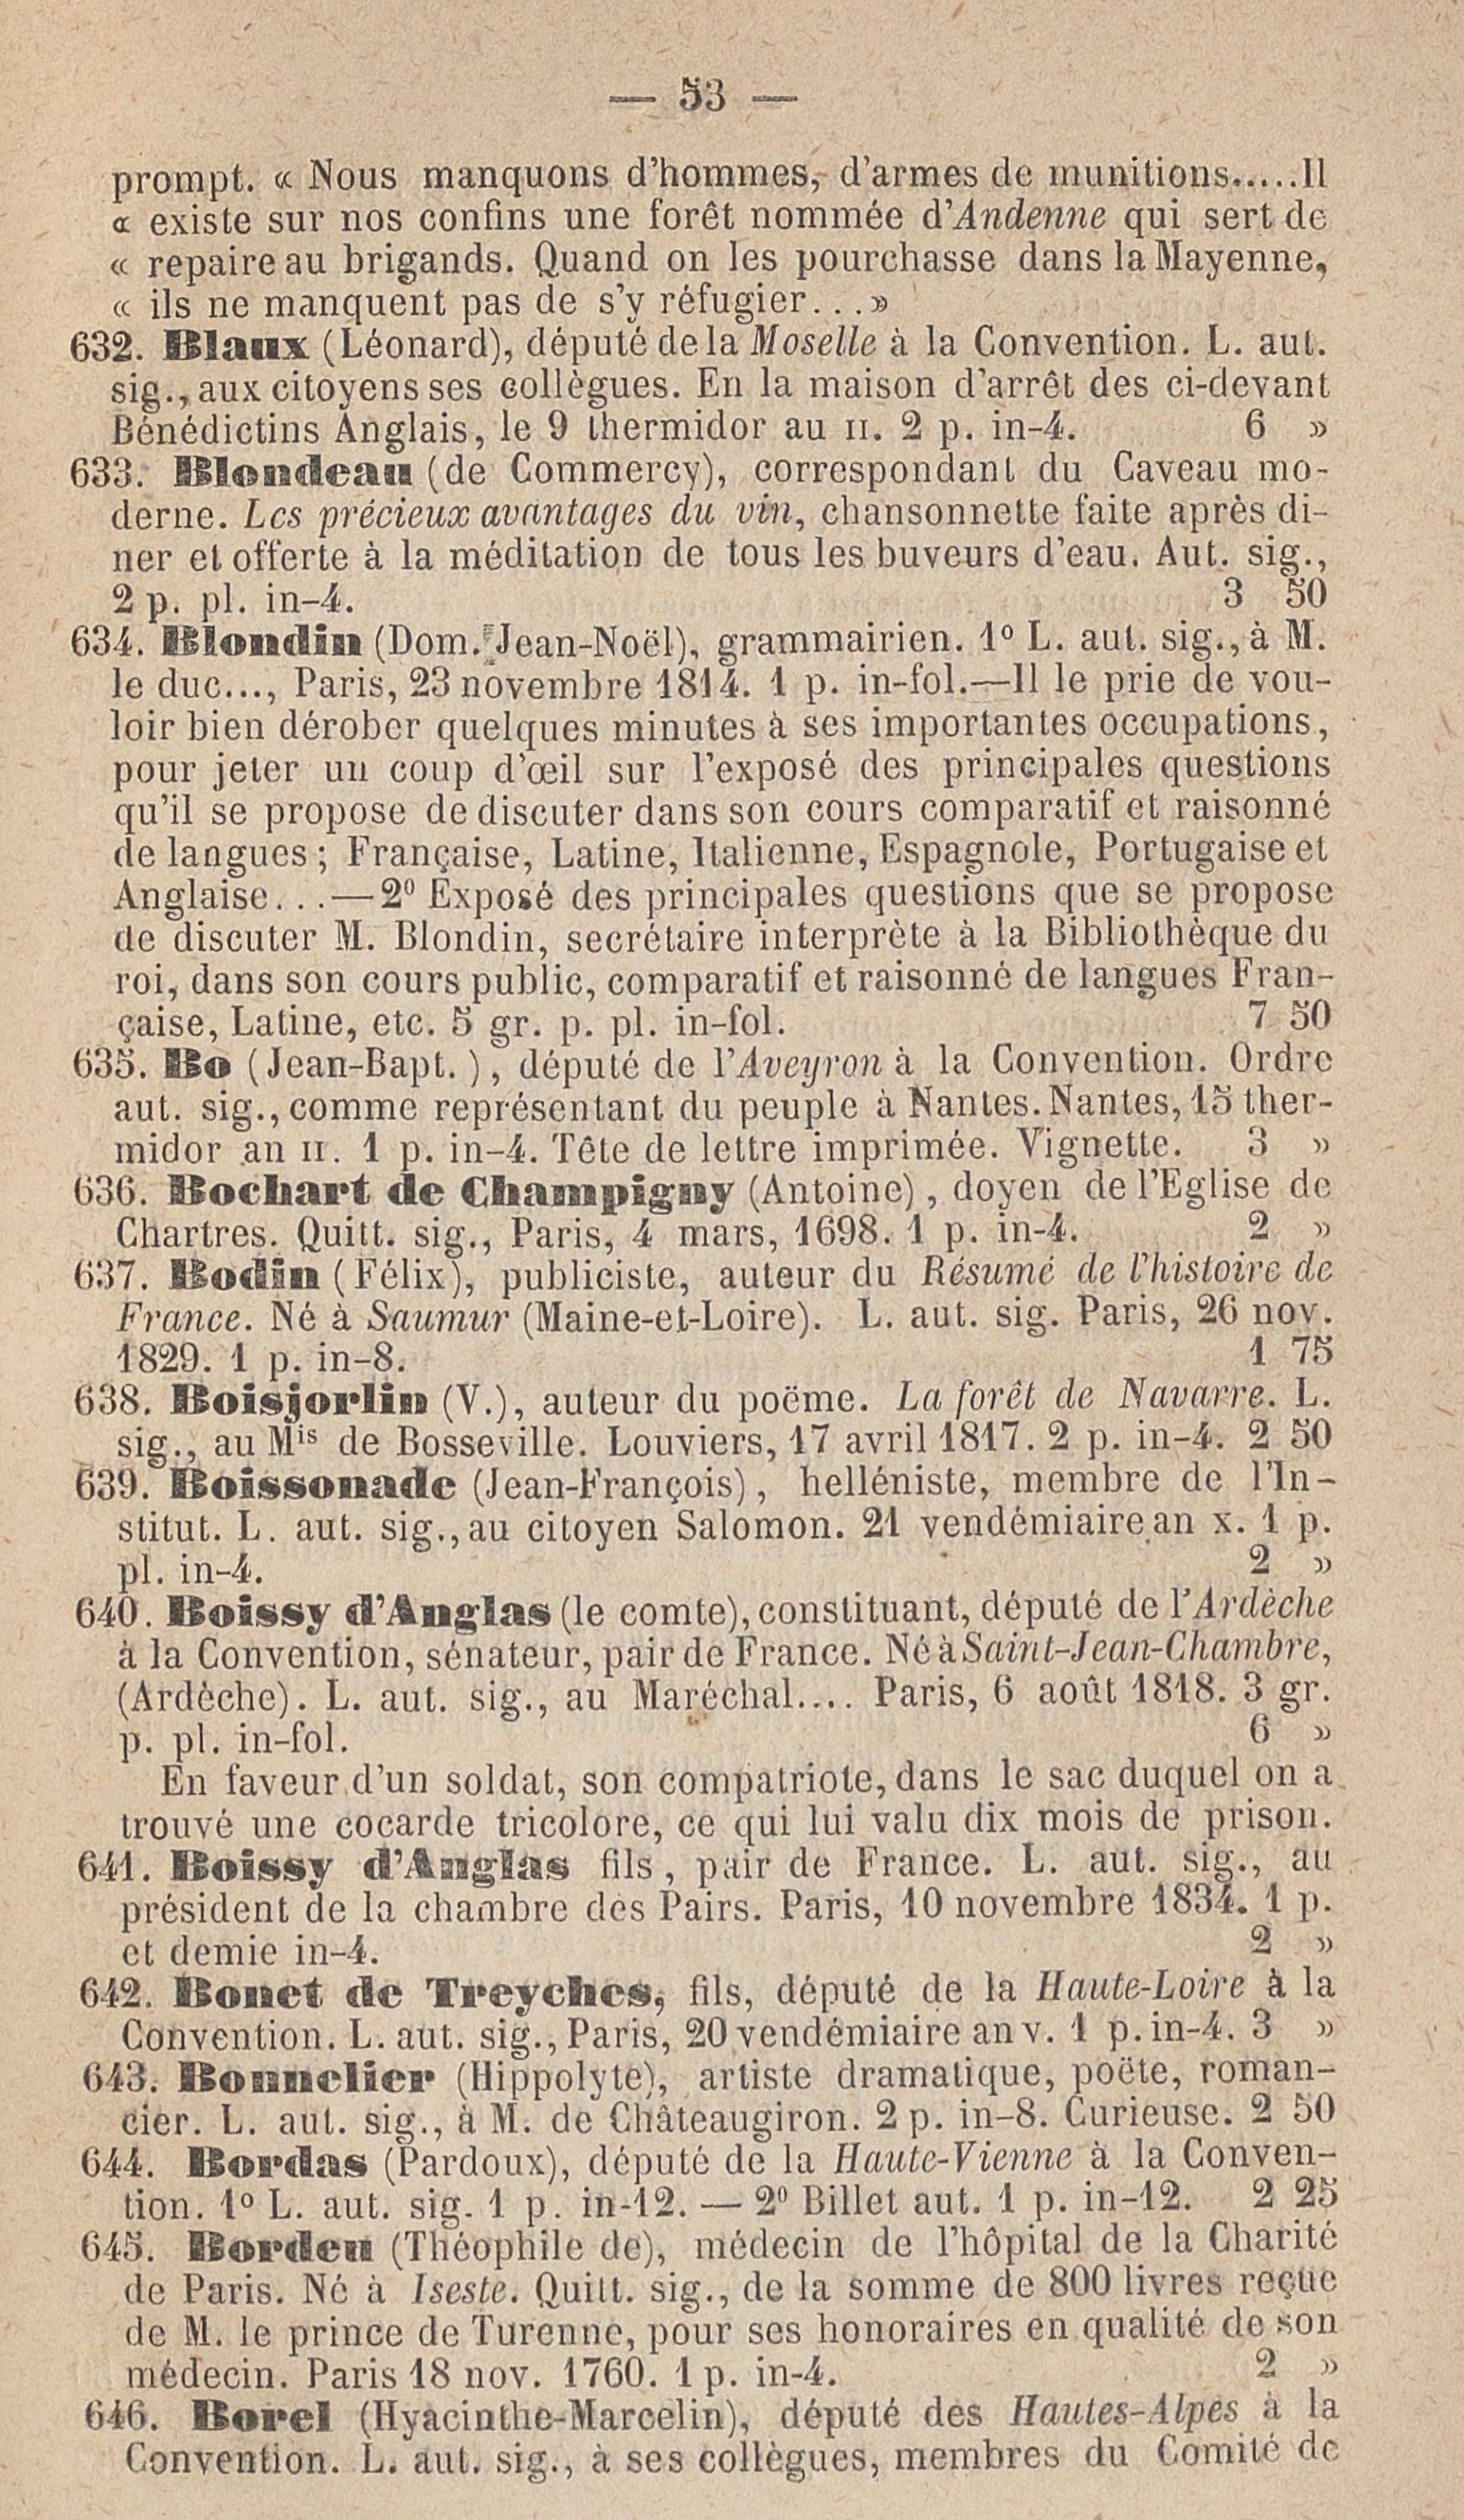 — 53 —
prompt. « Nous manquons d'hommes, d'armes de munitions.....Il
« existe sur nos confins une forêt nommée d'Andenne qui sert de
« repaire au brigands. Quand on les pourchasse dans la Mayenne,
« ils ne manquent pas de s'y réfugier...»
632. Blaux (Léonard), député de la Moselle à la Convention. L. aut.
sig., aux citoyens ses collègues. En la maison d'arrêt des ci-devant
Bénédictins Anglais, le 9 thermidor au II. 2 p. in-4. 6 »
633. Blondeau (de Commercy), correspondant du Caveau mo-
derne. Les précieux avantages du vin, chansonnette faite après di-
ner et offerte à la méditation de tous les buveurs d'eau. Aut. sig.,
2 p. pl. in-4. 3 50
634. Blondin (Dom. Jean-Noël), grammairien. 1º L. aut. sig., à M.
le duc..., Paris, 23 novembre 1814. 1 p. in-fol.—Il le prie de vou-
loir bien dérober quelques minutes à ses importantes occupations,
pour jeter un coup d'œil sur l'exposé des principales questions
qu'il se propose de discuter dans son cours comparatif et raisonné
de langues; Française, Latine, Italienne, Espagnole, Portugaise et
Anglaise...—2º Exposé des principales questions que se propose
de discuter M. Blondin, secrétaire interprète à la Bibliothèque du
roi, dans son cours public, comparatif et raisonné de langues Fran-
çaise, Latine, etc. 5 gr. p. pl. in-fol. 7 50
635. Bo (Jean-Bapt.), député de l'Aveyron à la Convention. Ordre
aut. sig., comme représentant du peuple à Nantes. Nantes, 15 ther-
midor an II. 1 p. in-4. Tête de lettre imprimée. Vignette. 3 »
636. Bochart de Champigny (Antoine), doyen de l'Eglise de
Chartres. Quitt. sig., Paris, 4 mars, 1698. 1 p. in-4. 2 »
637. Bodin (Félix), publiciste, auteur du Résumé de l'histoire de
France. Né à Saumur (Maine-et-Loire). L. aut. sig. Paris, 26 nov.
1829. 1 p. in-8. 1 75
638. Boisjorlin (V.), auteur du poëme. La forêt de Navarre. L.
sig., au Mis de Bosseville. Louviers, 17 avril 1817. 2 p. in-4. 2 50
639. Boissonade (Jean-François), helléniste, membre de l'In-
stitut. L. aut. sig., au citoyen Salomon. 21 vendémiaire an X. 1 p.
pl. in-4. 2 »
640. Boissy d'Anglas (le comte), constituant, député de l'Ardèche
à la Convention, sénateur, pair de France. Né à Saint-Jean-Chambre,
(Ardèche). L. aut. sig., au Maréchal.... Paris, 6 août 1818. 3 gr.
p. pl. in-fol. 6 »
En faveur d'un soldat, son compatriote, dans le sac duquel on a
trouvé une cocarde tricolore, ce qui lui valu dix mois de prison.
641. Boissy d'Anglas fils, pair de France. L. aut. sig., au
président de la chambre des Pairs. Paris, 10 novembre 1834. 1 p.
et demie in-4. 2 »
642. Bonet de Treyches, fils, député de la Haute-Loire à la
Convention. L. aut. sig., Paris, 20 vendémiaire an V. 1 p. in-4. 3 »
643. Bonnelier (Hippolyte), artiste dramatique, poëte, roman-
cier. L. aut. sig., à M. de Châteaugiron. 2 p. in-8. Curieuse. 2 50
644. Bordas (Pardoux), député de la Haute-Vienne à la Conven-
tion. 1º L. aut. sig. 1 p. in-12. — 2º Billet aut. 1 p. in-12. 2 25
645. Bordeu (Théophile de), médecin de l'hôpital de la Charité
de Paris. Né à Iseste. Quitt. sig., de la somme de 800 livres reçue
de M. le prince de Turenne, pour ses honoraires en qualité de son
médecin. Paris 18 nov. 1760. 1 p. in-4. 2 »
646. Borel (Hyacinthe-Marcelin), député des Hautes-Alpes à la
Convention. L. aut. sig., à ses collègues, membres du Comité de